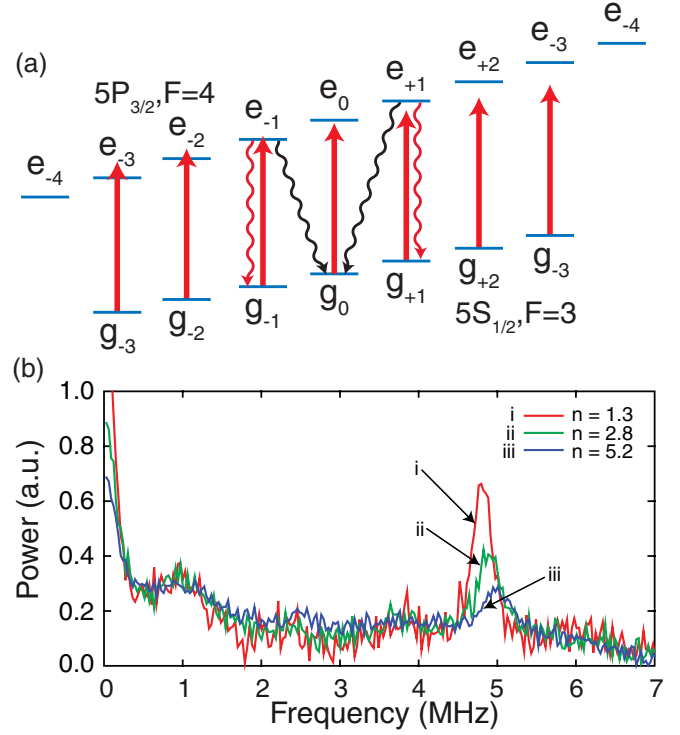 (a)
5P3/2,F=4
e-4 e-3 e-2 e-1 e0 e+1 e+2 e-3 e-4
g-3 g-2 g-1 g0 g+1 g+2 g-3
5S1/2,F=3
(b)
Power (a.u.)
1.0
0.8
0.6
0.4
0.2
0.0
i n = 1.3
ii n = 2.8
iii n = 5.2
i
ii
iii
0 1 2 3 4 5 6 7
Frequency (MHz)